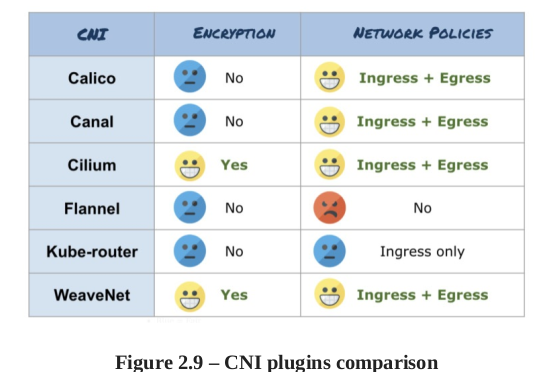 CNI ENCRYPTION NETWORK POLICIES
Calico No Ingress + Egress
Canal No Ingress + Egress
Cilium Yes Ingress + Egress
Flannel No No
Kube-router No Ingress only
WeaveNet Yes Ingress + Egress
Figure 2.9 – CNI plugins comparison